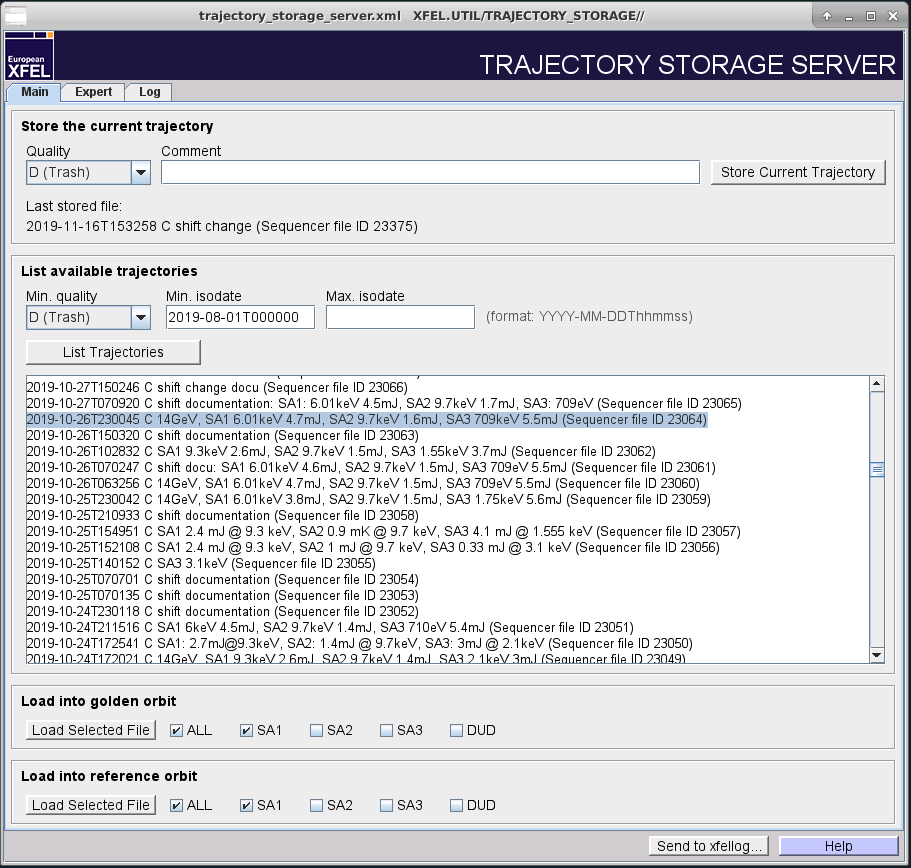 trajectory_storage_server.xml XFEL.UTIL/TRAJECTORY_STORAGE//
European
XFEL
TRAJECTORY STORAGE SERVER
Main Expert Log
Store the current trajectory
Quality Comment
D (Trash) Store Current Trajectory
Last stored file:
2019-11-16T153258 C shift change (Sequencer file ID 23375)
List available trajectories
Min. quality Min. isodate Max. isodate
D (Trash) 2019-08-01T000000 (format: YYYY-MM-DDThhmmss)
List Trajectories
2019-10-27T150246 C shift change docu (Sequencer file ID 23066)
2019-10-27T070920 C shift documentation: SA1: 6.01keV 4.5mJ, SA2 9.7keV 1.7mJ, SA3: 709eV (Sequencer file ID 23065)
2019-10-26T230045 C 14GeV, SA1 6.01keV 4.7mJ, SA2 9.7keV 1.6mJ, SA3 709keV 5.5mJ (Sequencer file ID 23064)
2019-10-26T150320 C shift documentation (Sequencer file ID 23063)
2019-10-26T102832 C SA1 9.3keV 2.6mJ, SA2 9.7keV 1.5mJ, SA3 1.55keV 3.7mJ (Sequencer file ID 23062)
2019-10-26T070247 C shift docu: SA1 6.01keV 4.6mJ, SA2 9.7keV 1.5mJ, SA3 709eV 5.5mJ (Sequencer file ID 23061)
2019-10-26T063256 C 14GeV, SA1 6.01keV 4.7mJ, SA2 9.7keV 1.5mJ, SA3 709eV 5.5mJ (Sequencer file ID 23060)
2019-10-25T230042 C 14GeV, SA1 6.01keV 3.8mJ, SA2 9.7keV 1.5mJ, SA3 1.75keV 5.6mJ (Sequencer file ID 23059)
2019-10-25T210933 C shift documentation (Sequencer file ID 23058)
2019-10-25T154951 C SA1 2.4 mJ @ 9.3 keV, SA2 0.9 mK @ 9.7 keV, SA3 4.1 mJ @ 1.555 keV (Sequencer file ID 23057)
2019-10-25T152108 C SA1 2.4 mJ @ 9.3 keV, SA2 1 mJ @ 9.7 keV, SA3 0.33 mJ @ 3.1 keV (Sequencer file ID 23056)
2019-10-25T140152 C SA3 3.1keV (Sequencer file ID 23055)
2019-10-25T070701 C shift documentation (Sequencer file ID 23054)
2019-10-25T070135 C shift documentation (Sequencer file ID 23053)
2019-10-24T230118 C shift documentation (Sequencer file ID 23052)
2019-10-24T211516 C SA1 6keV 4.5mJ, SA2 9.7keV 1.4mJ, SA3 710eV 5.4mJ (Sequencer file ID 23051)
2019-10-24T172541 C SA1: 2.7mJ@9.3keV, SA2: 1.4mJ @ 9.7keV, SA3: 3mJ @ 2.1keV (Sequencer file ID 23050)
2019-10-24T172021 C 14GeV, SA1 9.3keV 2.6mJ, SA2 9.7keV 1.4mJ, SA3 2.1keV 3mJ (Sequencer file ID 23049)
Load into golden orbit
Load Selected File ALL SA1 SA2 SA3 DUD
Load into reference orbit
Load Selected File ALL SA1 SA2 SA3 DUD
Send to xfellog... Help